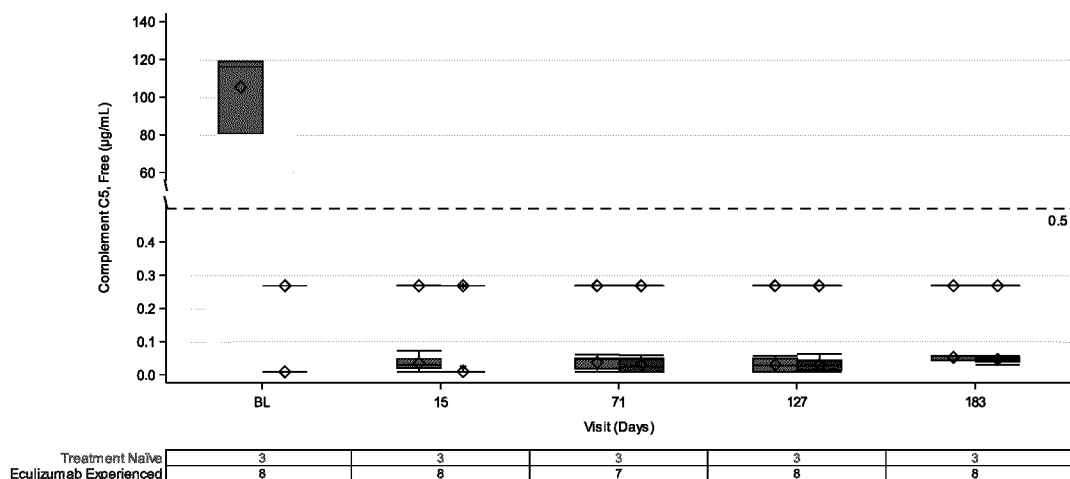 140
120
100
80
60
0.5
0.4
0.3
0.2
0.1
0.0
Complement C5, Free (µg/mL)
BL 15 71 127 183
Visit (Days)
Treatment Naïve 3 3 3 3 3
Eculizumab Experienced 8 8 7 8 8